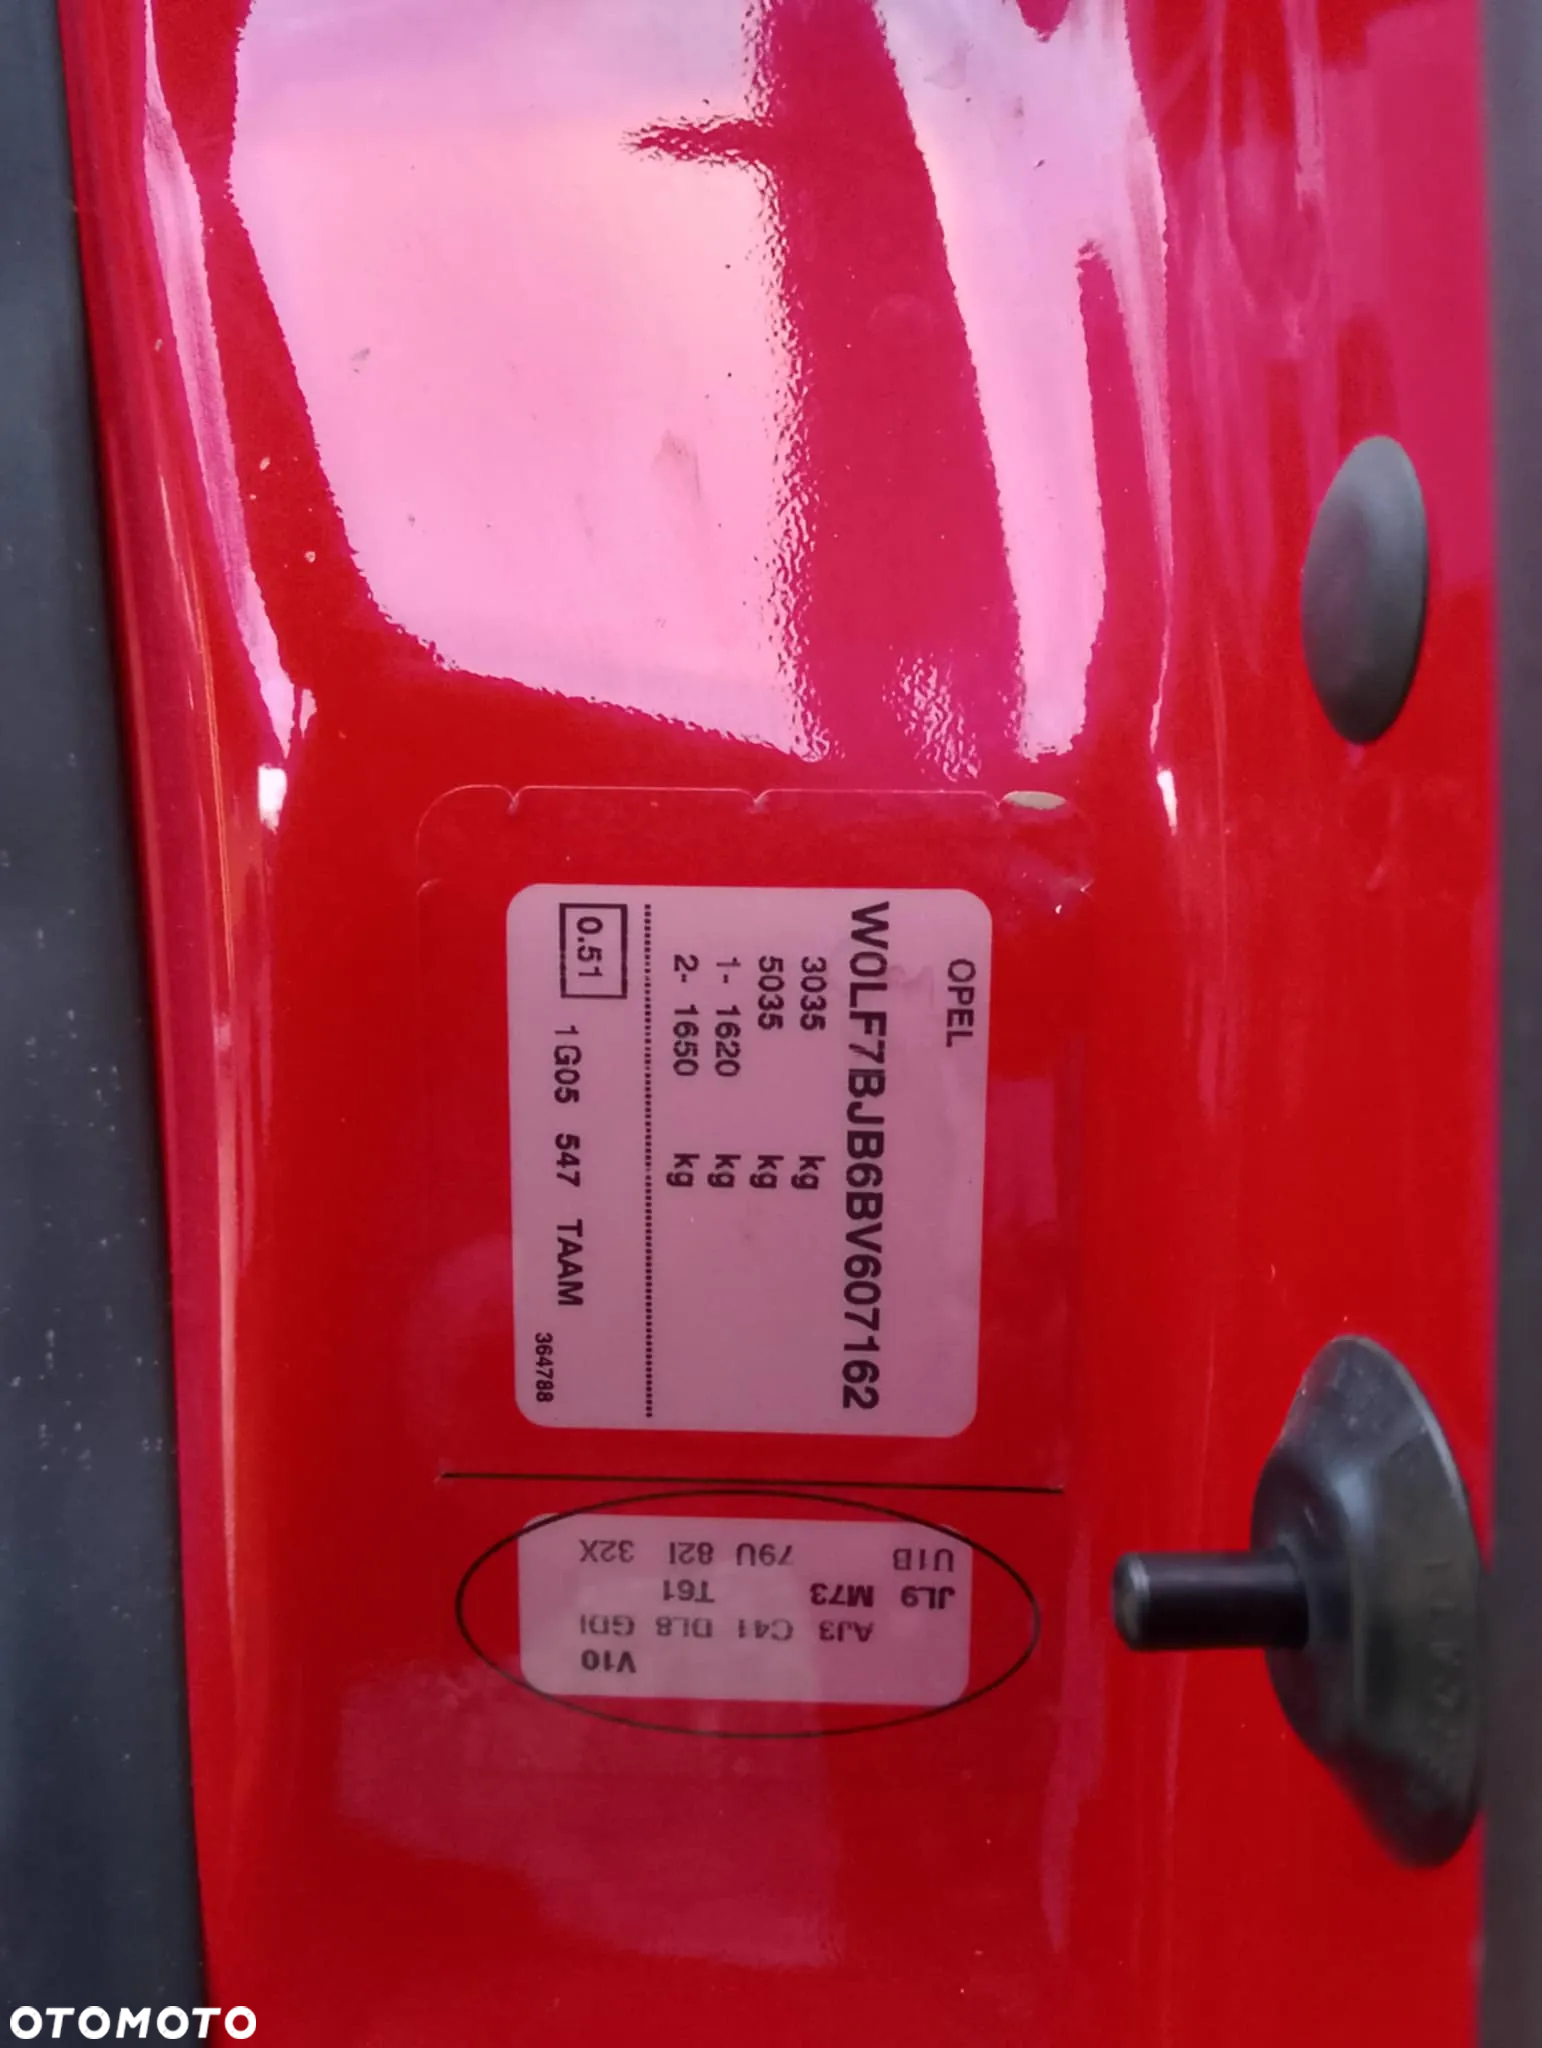 OPEL
W0LF7BJB6BV607162
3035 kg
5035 kg
1- 1620 kg
2- 1650 kg
0.51 1G05 547 TAAM
364788
V10
AJ3 C41 DL8 GDI
JL9 M73 T61
U1B 79U 82I 32X
OTOMOTO